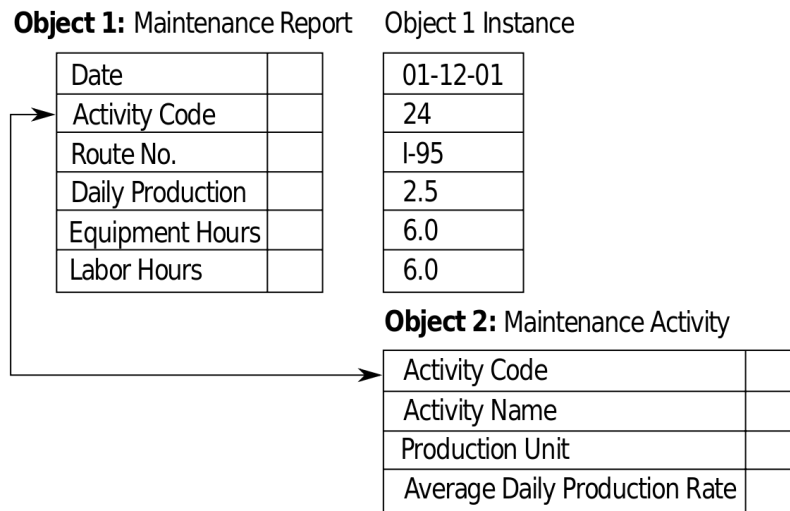 Object 1: Maintenance Report Object 1 Instance
Date 01-12-01
Activity Code 24
Route No. I-95
Daily Production 2.5
Equipment Hours 6.0
Labor Hours 6.0
Object 2: Maintenance Activity
Activity Code
Activity Name
Production Unit
Average Daily Production Rate